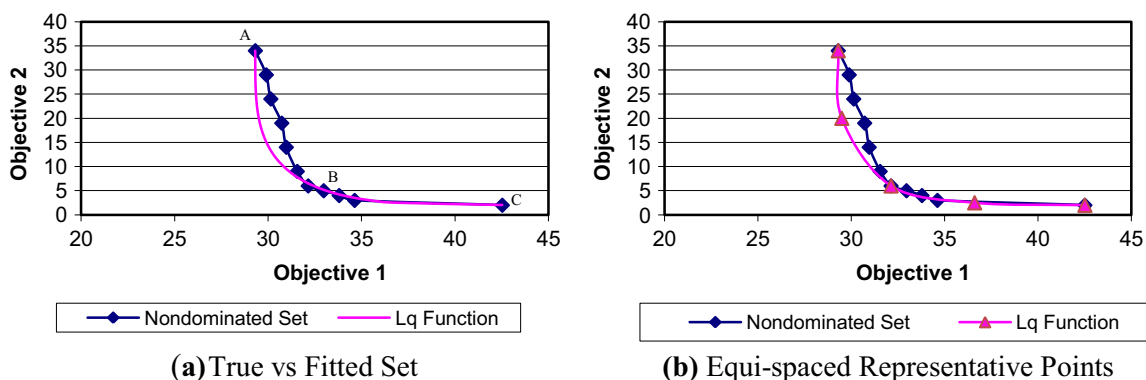 40
35
30
25
20
15
10
5
0
Objective 2
A
B
C
20 25 30 35 40 45
Objective 1
Nondominated Set Lq Function
(a)True vs Fitted Set
40
35
30
25
20
15
10
5
0
Objective 2
20 25 30 35 40 45
Objective 1
Nondominated Set Lq Function
(b) Equi-spaced Representative Points